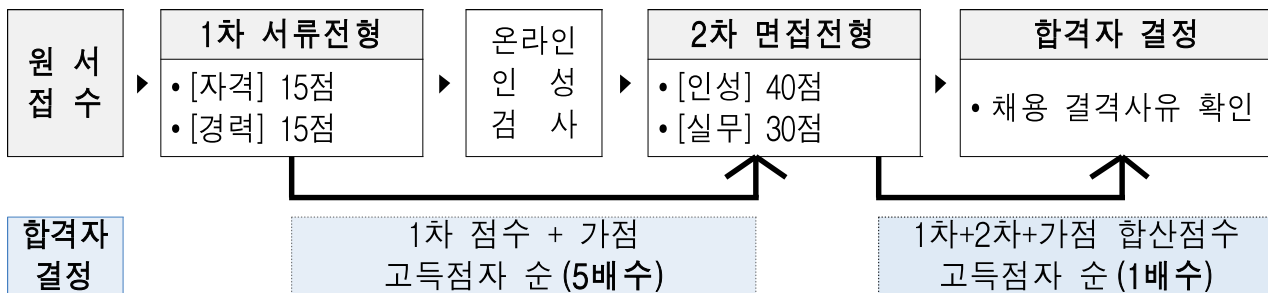 원 서
접 수
1차 서류전형
• [자격] 15점
• [경력] 15점
온라인
인 성
검 사
2차 면접전형
• [인성] 40점
• [실무] 30점
합격자 결정
• 채용 결격사유 확인
합격자
결정
1차 점수 + 가점
고득점자 순 (5배수)
1차+2차+가점 합산점수
고득점자 순 (1배수)